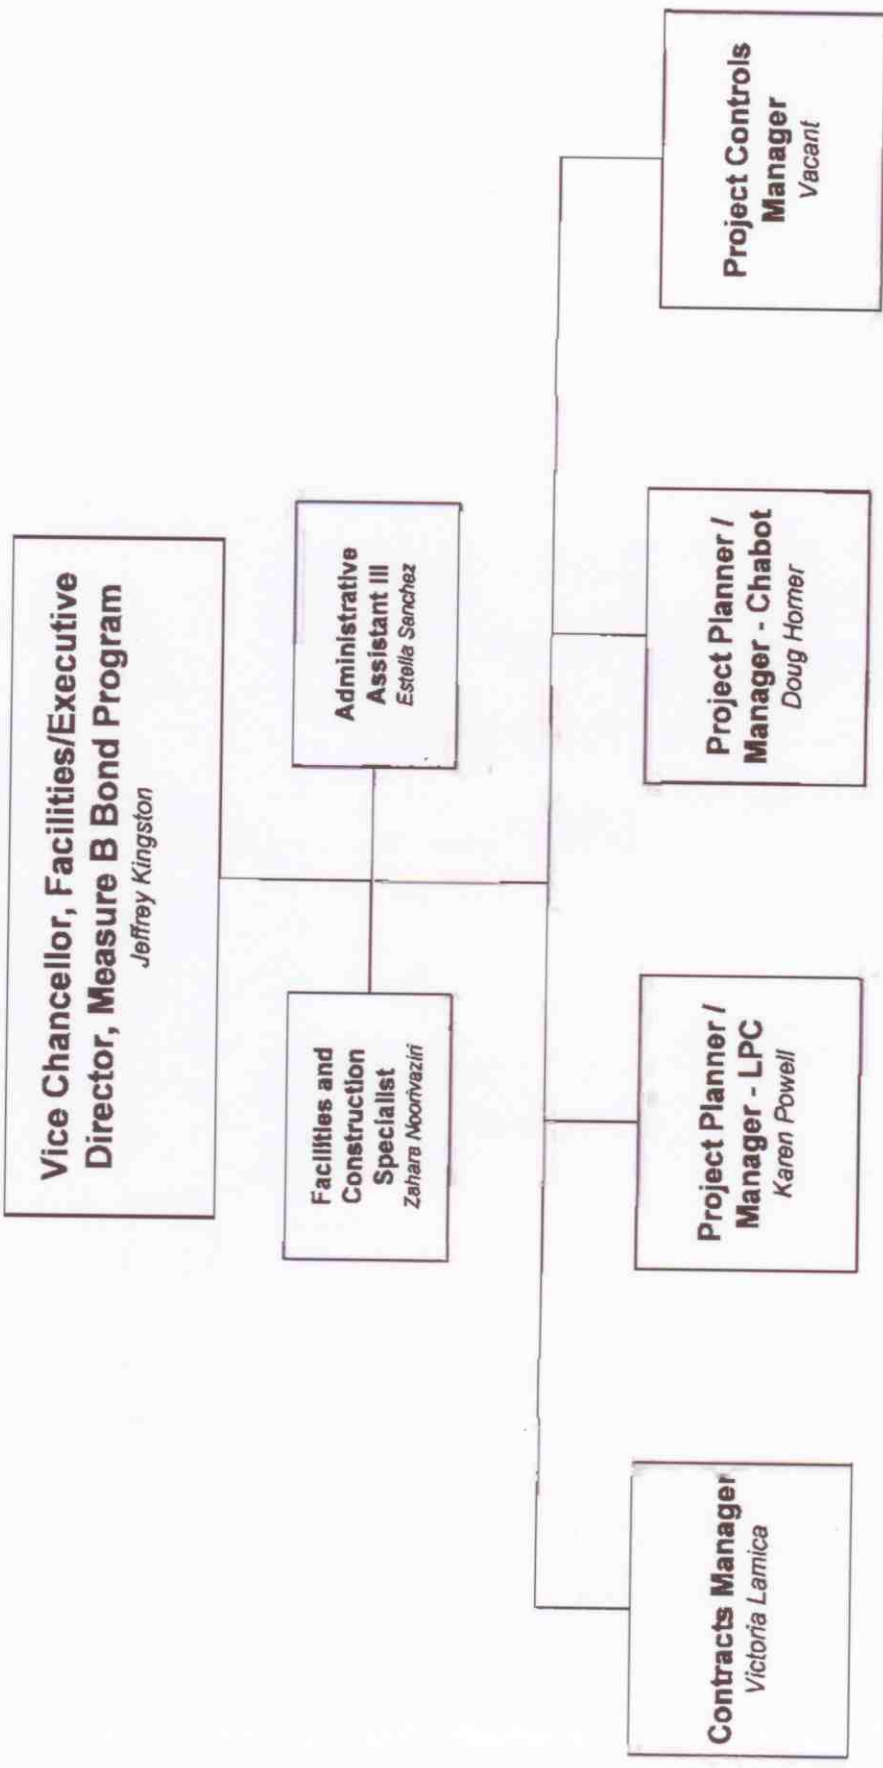 Vice Chancellor, Facilities/Executive
Director, Measure B Bond Program
Jeffrey Kingston
Facilities and
Construction
Specialist
Zahara Noorivaziri
Administrative
Assistant III
Estella Sanchez
Contracts Manager
Victoria Lamica
Project Planner /
Manager - LPC
Karen Powell
Project Planner /
Manager - Chabot
Doug Horner
Project Controls
Manager
Vacant